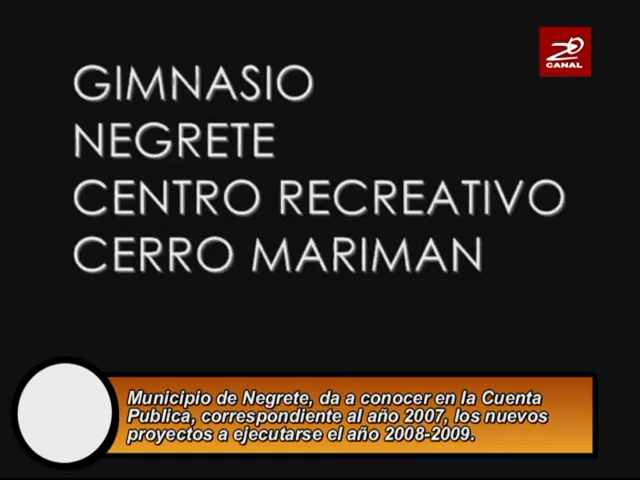 20
CANAL
GIMNASIO
NEGRETE
CENTRO RECREATIVO
CERRO MARIMAN
Municipio de Negrete, da a conocer en la Cuenta
Publica, correspondiente al año 2007, los nuevos
proyectos a ejecutarse el año 2008-2009.